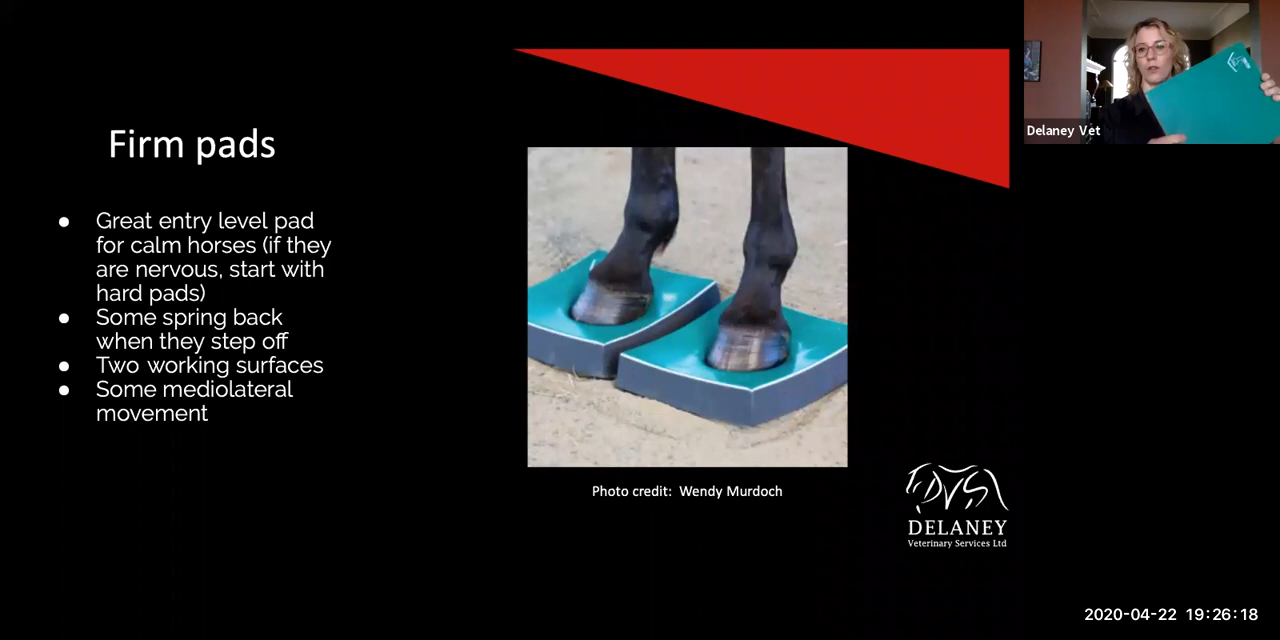 Firm pads
● Great entry level pad
for calm horses (if they
are nervous, start with
hard pads)
● Some spring back
when they step off
● Two working surfaces
● Some mediolateral
movement
Photo credit: Wendy Murdoch
DVS
DELANEY
Veterinary Services Ltd
Delaney Vet
2020-04-22 19:26:18